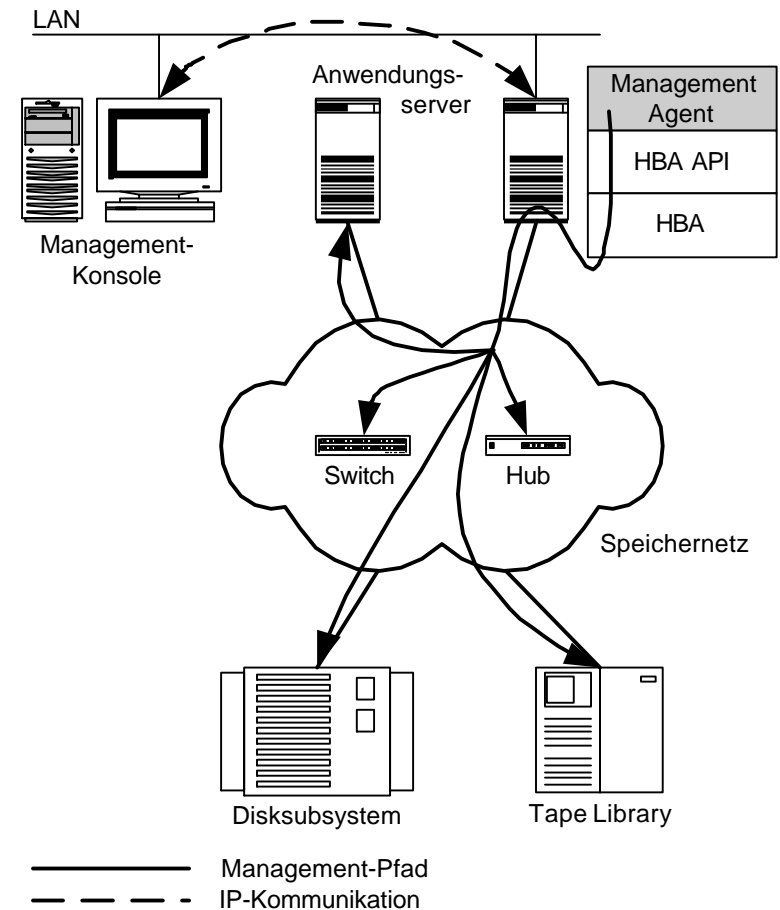 LAN
Anwendungs-
server
Management
Agent
HBA API
HBA
Management-
Konsole
Switch
Hub
Speichernetz
Disksubsystem
Tape Library
Management-Pfad
IP-Kommunikation